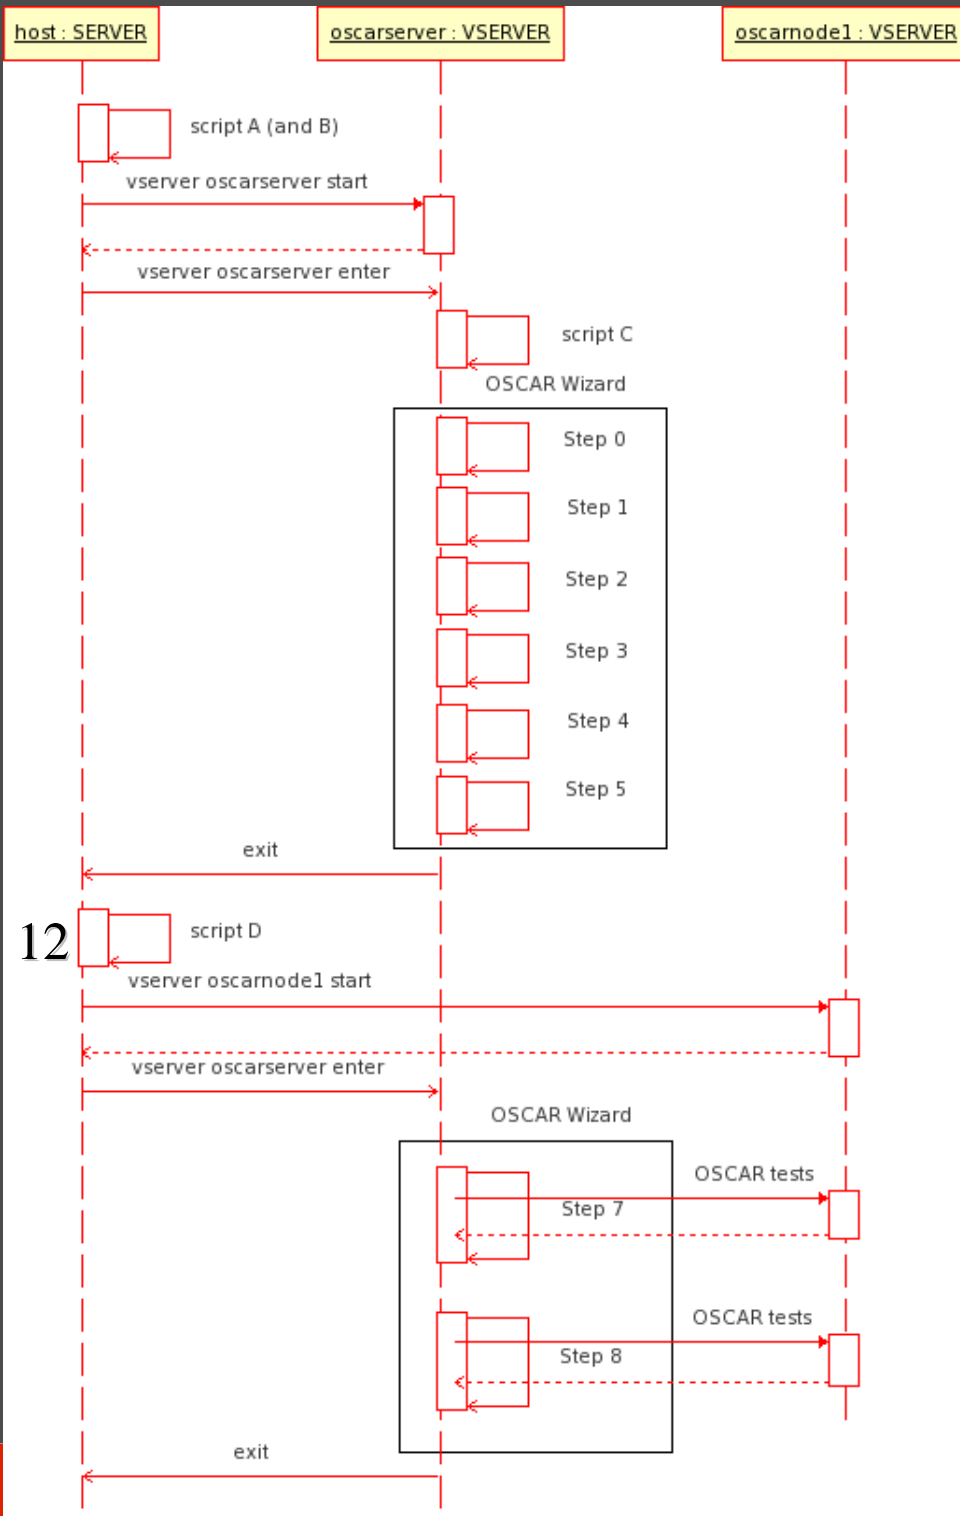 host : SERVER
oscarserver : VSERVER
oscarnode1 : VSERVER
script A (and B)
vserver oscarserver start
vserver oscarserver enter
script C
OSCAR Wizard
Step 0
Step 1
Step 2
Step 3
Step 4
Step 5
exit
12
script D
vserver oscarnode1 start
vserver oscarserver enter
OSCAR Wizard
OSCAR tests
Step 7
OSCAR tests
Step 8
exit